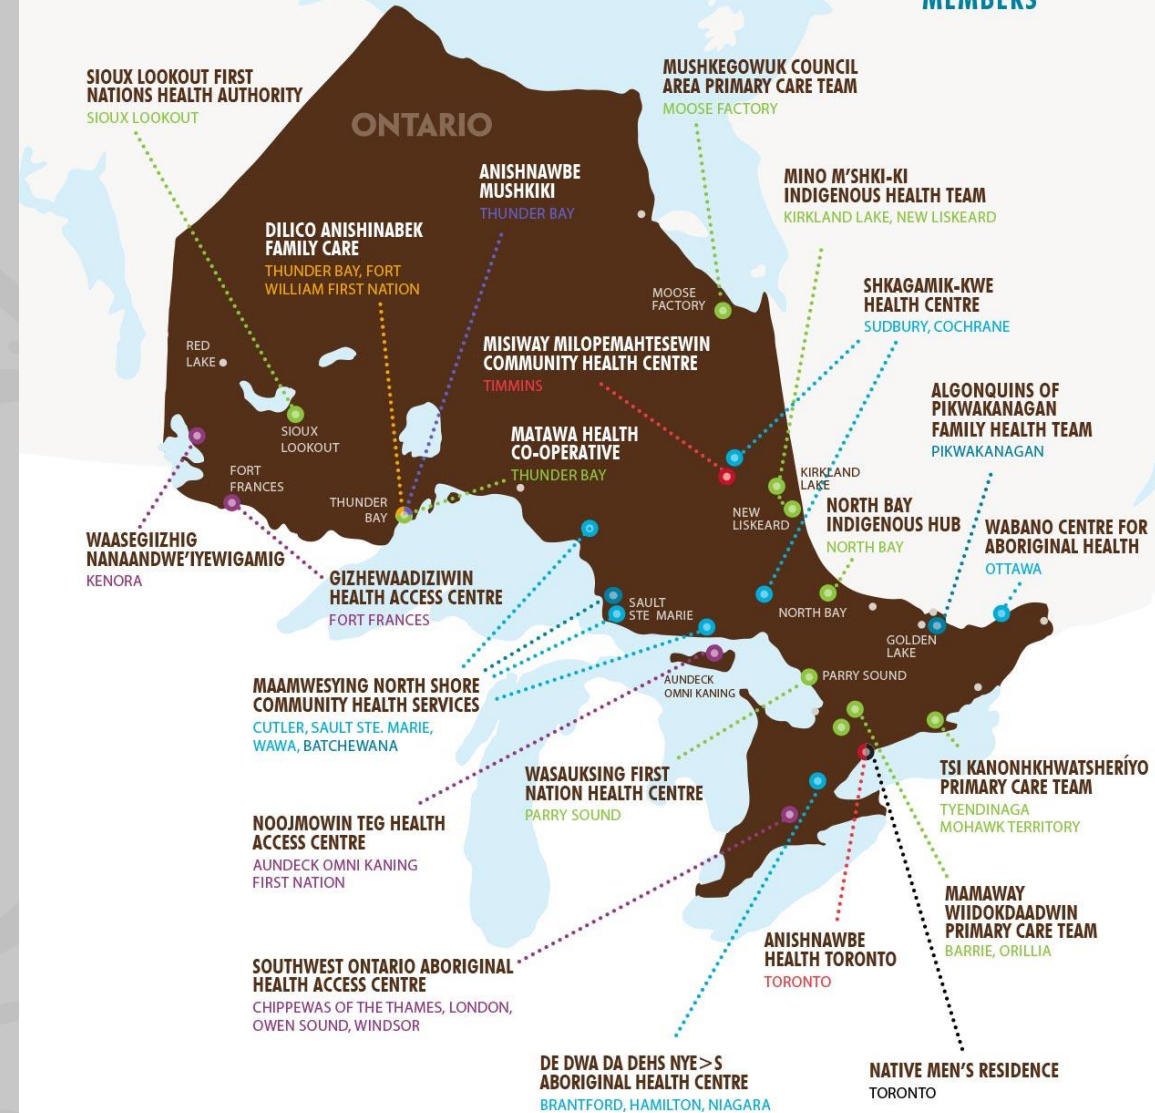 MEMBERS
SIOUX LOOKOUT FIRST
NATIONS HEALTH AUTHORITY
SIOUX LOOKOUT
MUSHKEGOWUK COUNCIL
AREA PRIMARY CARE TEAM
MOOSE FACTORY
ONTARIO
ANISHNAWBE
MUSHKIKI
THUNDER BAY
MINO M'SHKI-KI
INDIGENOUS HEALTH TEAM
KIRKLAND LAKE, NEW LISKEARD
DILICO ANISHINABEK
FAMILY CARE
THUNDER BAY, FORT
WILLIAM FIRST NATION
SHKAGAMIK-KWE
HEALTH CENTRE
SUDBURY, COCHRANE
MOOSE
FACTORY
RED
LAKE
MISIWAY MILOPEMAHTESEWIN
COMMUNITY HEALTH CENTRE
TIMMINS
ALGONQUINS OF
PIKWAKANAGAN
FAMILY HEALTH TEAM
PIKWAKANAGAN
SIOUX
LOOKOUT
MATAWA HEALTH
CO-OPERATIVE
THUNDER BAY
FORT
FRANCES
THUNDER
BAY
KIRKLAND
LAKE
NEW
LISKEARD
NORTH BAY
INDIGENOUS HUB
NORTH BAY
WABANO CENTRE FOR
ABORIGINAL HEALTH
OTTAWA
WAASEGIIZHIG
NANAANDWE'IYEWIGAMIG
KENORA
GIZHEWAADIZIWIN
HEALTH ACCESS CENTRE
FORT FRANCES
SAULT
STE MARIE
NORTH BAY
GOLDEN
LAKE
AUNDECK
OMNI KANING
PARRY SOUND
MAAMWESYING NORTH SHORE
COMMUNITY HEALTH SERVICES
CUTLER, SAULT STE. MARIE,
WAWA, BATCHEWANA
WASAUKSING FIRST
NATION HEALTH CENTRE
PARRY SOUND
TSI KANONHKHWATSHERÍYO
PRIMARY CARE TEAM
TYENDINAGA
MOHAWK TERRITORY
NOOJMOWIN TEG HEALTH
ACCESS CENTRE
AUNDECK OMNI KANING
FIRST NATION
MAMAWAY
WIIDOKDAADWIN
PRIMARY CARE TEAM
BARRIE, ORILLIA
ANISHNAWBE
HEALTH TORONTO
TORONTO
SOUTHWEST ONTARIO ABORIGINAL
HEALTH ACCESS CENTRE
CHIPPEWAS OF THE THAMES, LONDON,
OWEN SOUND, WINDSOR
DE DWA DA DEHS NYE>S
ABORIGINAL HEALTH CENTRE
BRANTFORD, HAMILTON, NIAGARA
NATIVE MEN'S RESIDENCE
TORONTO